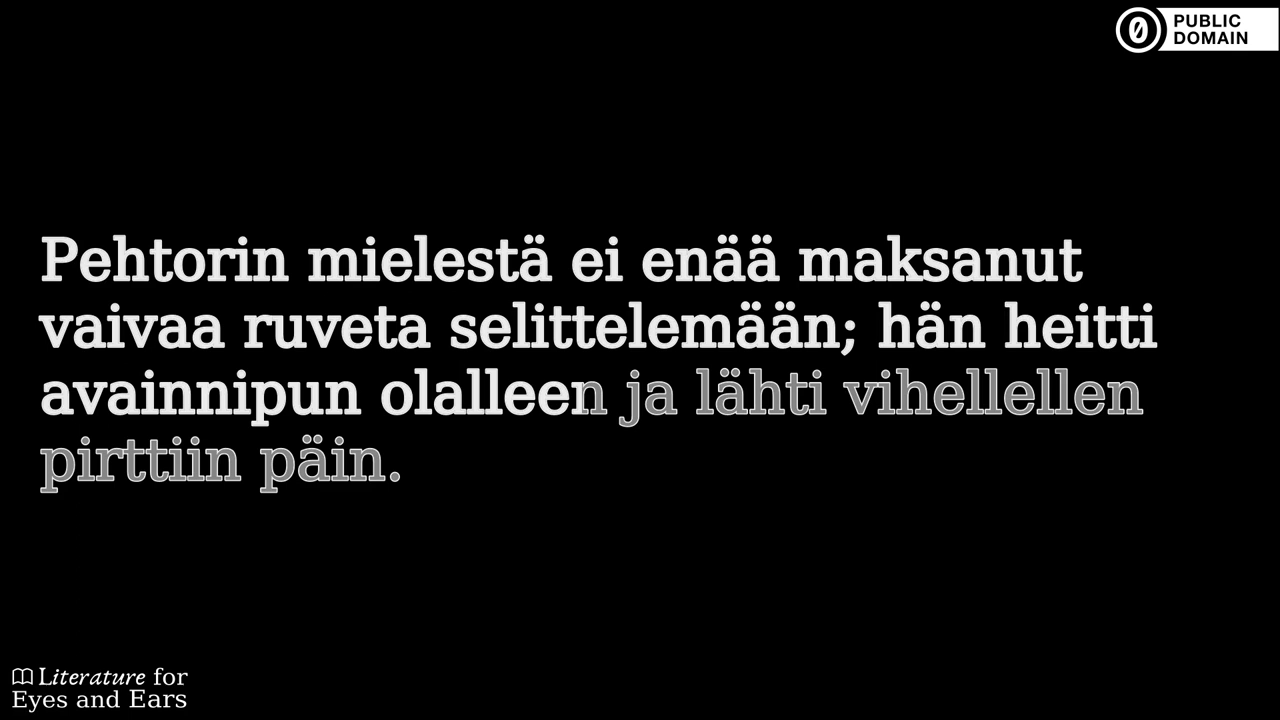 PUBLIC
DOMAIN
Pehtorin mielestä ei enää maksanut
vaivaa ruveta selittelemään; hän heitti
avainnipun olalleen ja lähti vihellellen
pirttiin päin.
Literature for
Eyes and Ears